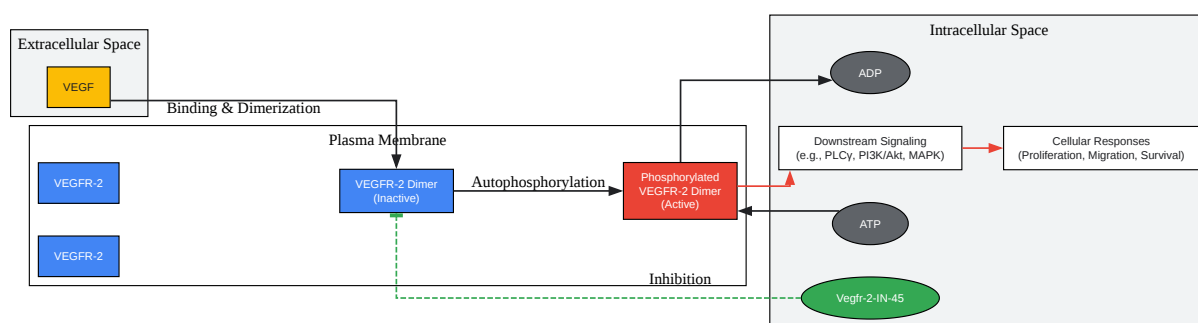 Extracellular Space
VEGF
Binding & Dimerization
Plasma Membrane
VEGFR-2
VEGFR-2
VEGFR-2 Dimer
(Inactive)
Autophosphorylation
Phosphorylated
VEGFR-2 Dimer
(Active)
Inhibition
Intracellular Space
ADP
Downstream Signaling
(e.g., PLCγ, PI3K/Akt, MAPK)
Cellular Responses
(Proliferation, Migration, Survival)
ATP
Vegfr-2-IN-45